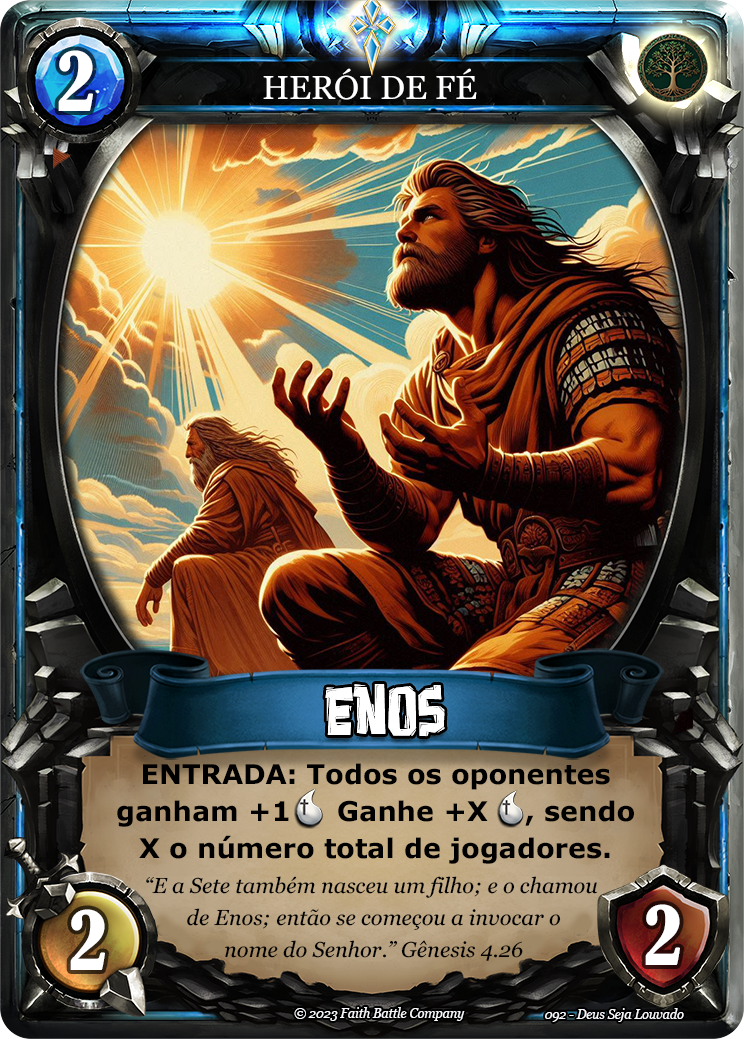 2
HERÓI DE FÉ
ENOS
ENTRADA: Todos os oponentes
ganham +1 Ganhe +X , sendo
X o número total de jogadores.
“E a Sete também nasceu um filho; e o chamou
de Enos; então se começou a invocar o
nome do Senhor.” Gênesis 4.26
2
2
© 2023 Faith Battle Company
092 - Deus Seja Louvado